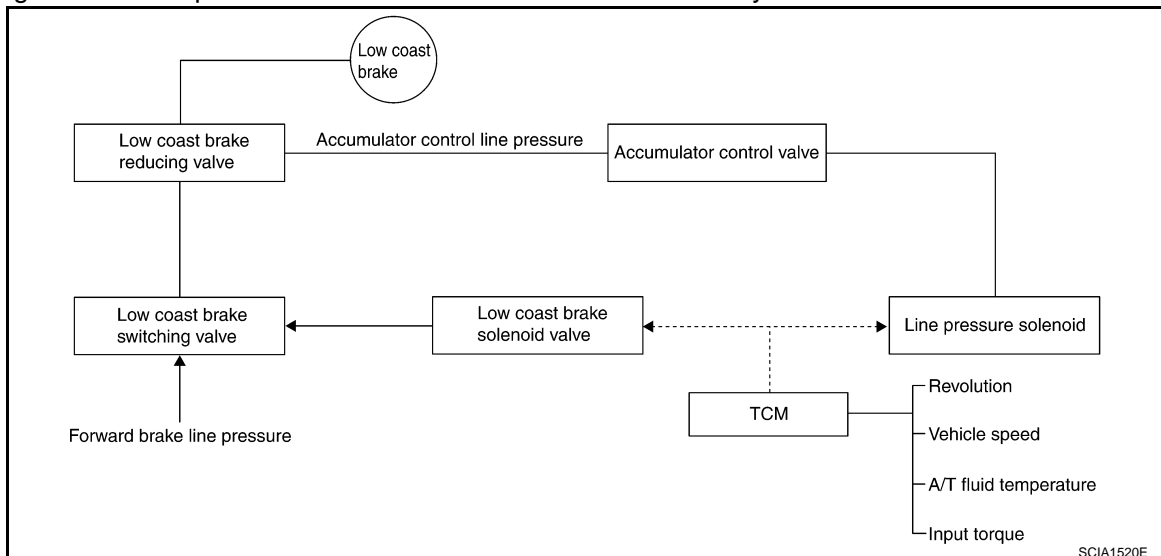 Low coast
brake
Low coast brake
reducing valve
Accumulator control line pressure
Accumulator control valve
Low coast brake
switching valve
Low coast brake
solenoid valve
Line pressure solenoid
TCM
Revolution
Vehicle speed
A/T fluid temperature
Input torque
Forward brake line pressure
SCIA1520E